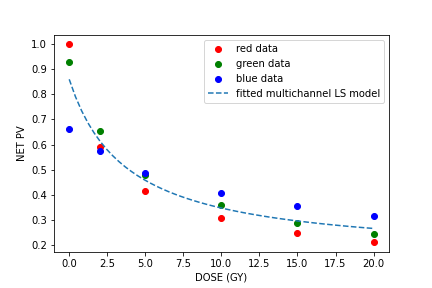 red data
green data
blue data
fitted multichannel LS model
NET PV
1.0
0.9
0.8
0.7
0.6
0.5
0.4
0.3
0.2
0.0 2.5 5.0 7.5 10.0 12.5 15.0 17.5 20.0
DOSE (GY)